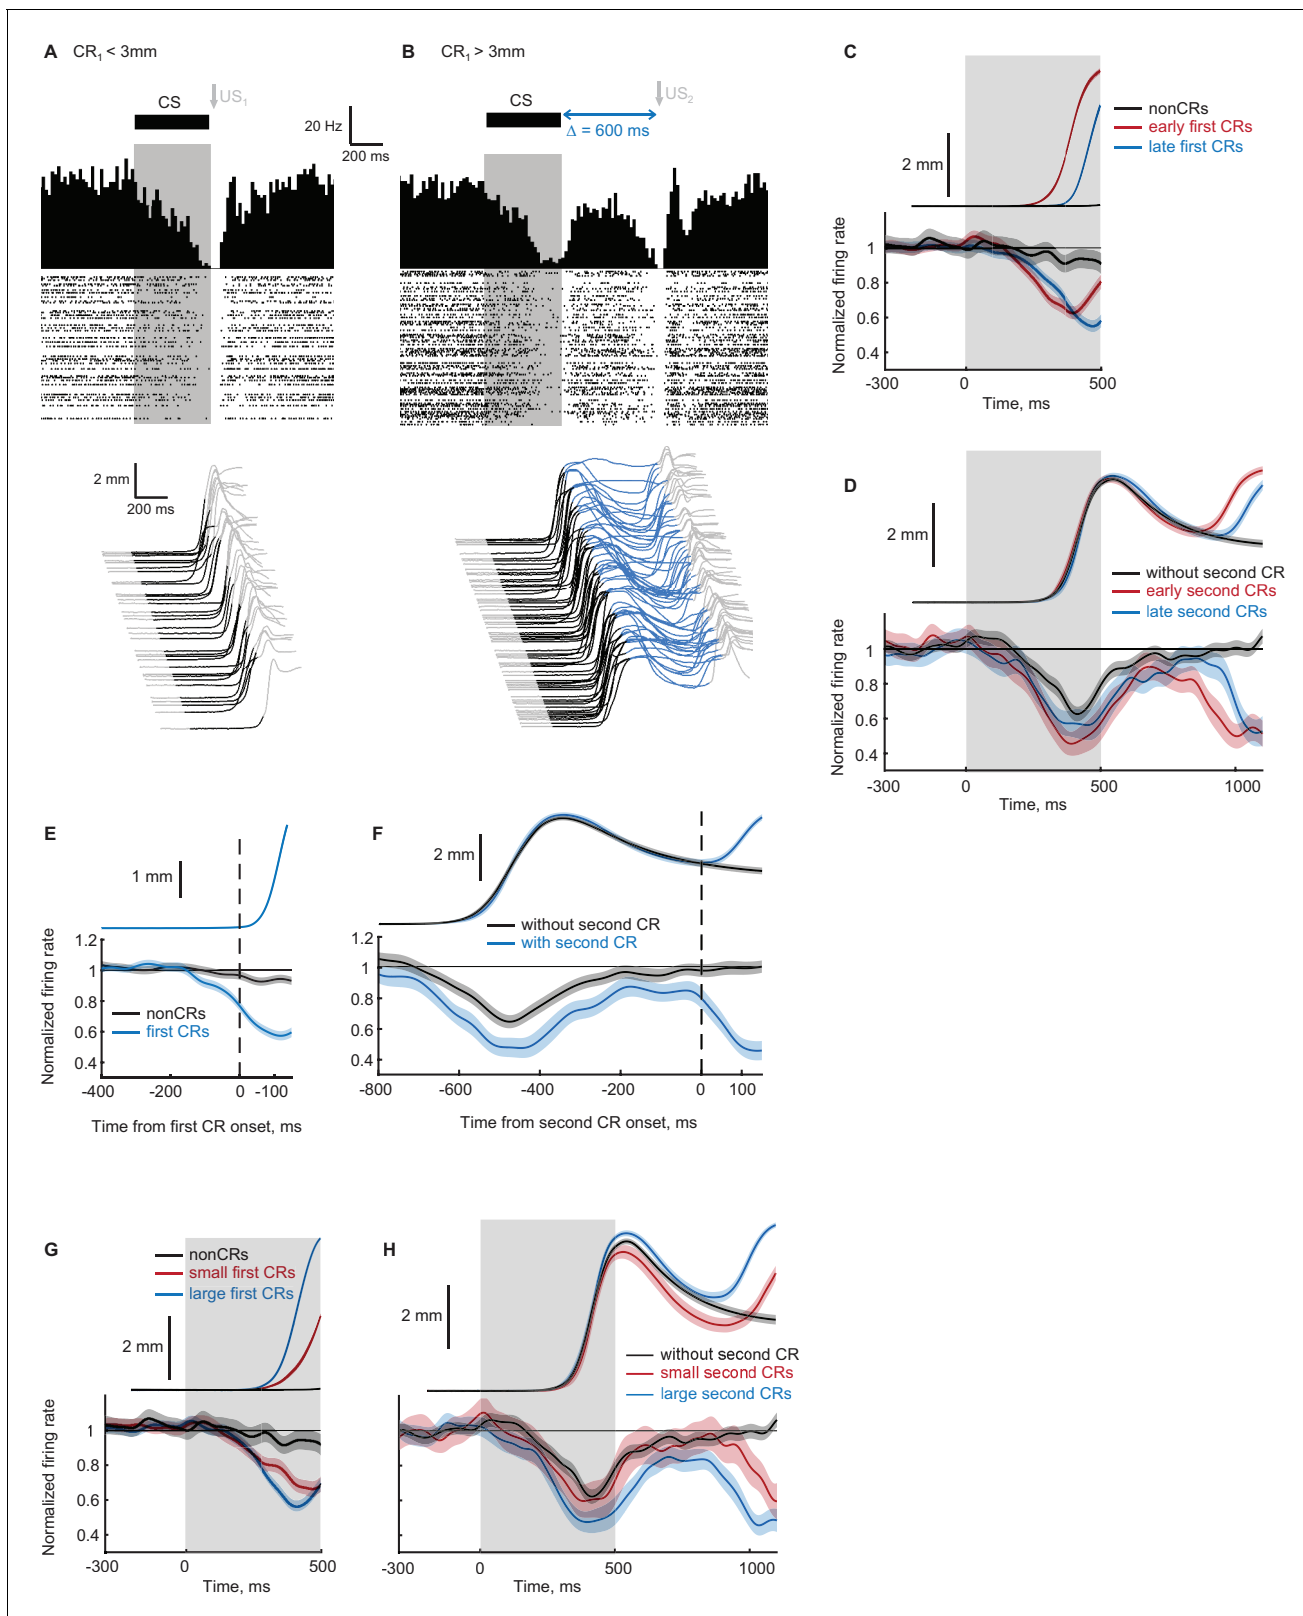 A CR1 < 3mm
CS
US1
20 Hz
200 ms
2 mm
200 ms
B CR1 > 3mm
CS
US2
Δ = 600 ms
C
2 mm
nonCRs
early first CRs
late first CRs
Normalized firing rate
1
0.8
0.6
0.4
-300 0 500
Time, ms
D
2 mm
without second CR
early second CRs
late second CRs
Normalized firing rate
1
0.8
0.6
0.4
-300 0 500 1000
Time, ms
E
1 mm
Normalized firing rate
1.2
1
0.8
0.6
0.4
nonCRs
first CRs
-400 -200 0 -100
Time from first CR onset, ms
F
2 mm
without second CR
with second CR
1.2
1
0.8
0.6
0.4
-800 -600 -400 -200 0 100
Time from second CR onset, ms
G
nonCRs
small first CRs
large first CRs
2 mm
Normalized firing rate
1
0.8
0.6
0.4
-300 0 500
Time, ms
H
2 mm
without second CR
small second CRs
large second CRs
1
0.8
0.6
0.4
-300 0 500 1000
Time, ms